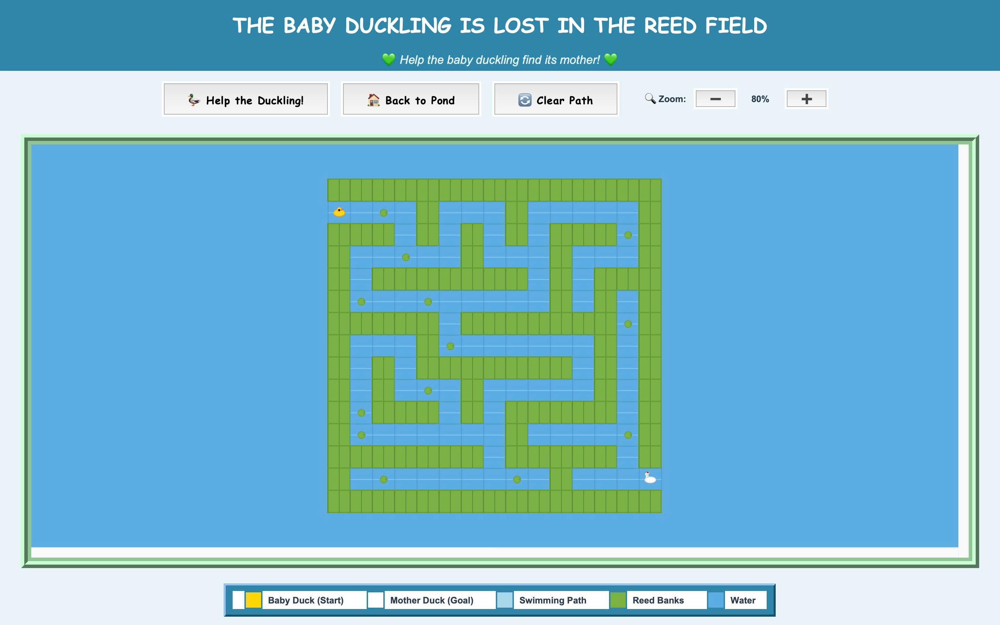 THE BABY DUCKLING IS LOST IN THE REED FIELD
Help the baby duckling find its mother!
Help the Duckling! Back to Pond Clear Path Zoom: 80%
Baby Duck (Start) Mother Duck (Goal) Swimming Path Reed Banks Water